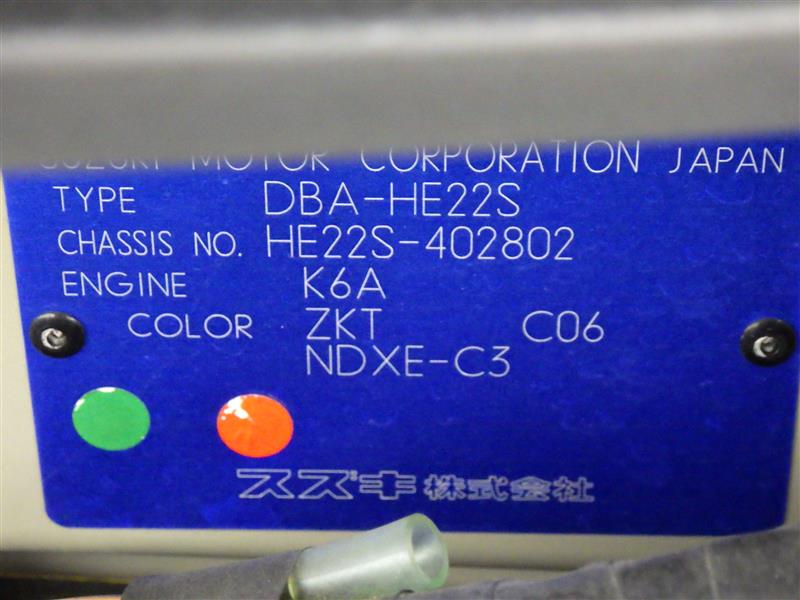 SUZUKI MOTOR CORPORATION JAPAN
TYPE DBA-HE22S
CHASSIS NO. HE22S-402802
ENGINE K6A
COLOR ZKT C06
NDXE-C3
スズキ株式会社